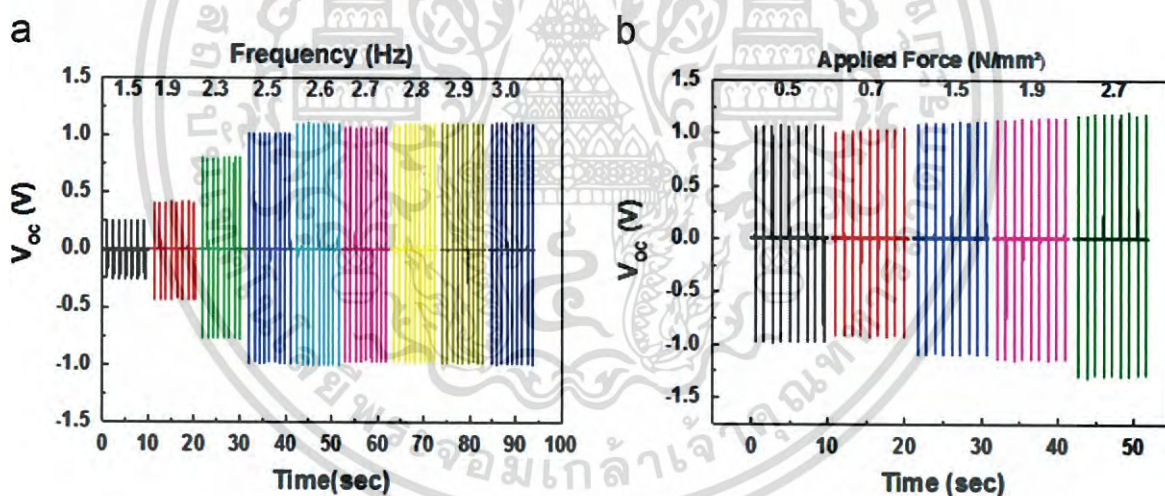 a
Frequency (Hz)
1.5 1.9 2.3 2.5 2.6 2.7 2.8 2.9 3.0
1.5
1.0
0.5
0.0
-0.5
-1.0
-1.5
Voc (V)
0 10 20 30 40 50 60 70 80 90 100
Time(sec)
b
Applied Force (N/mm²)
0.5 0.7 1.5 1.9 2.7
1.5
1.0
0.5
0.0
-0.5
-1.0
-1.5
Voc (V)
0 10 20 30 40 50
Time (sec)